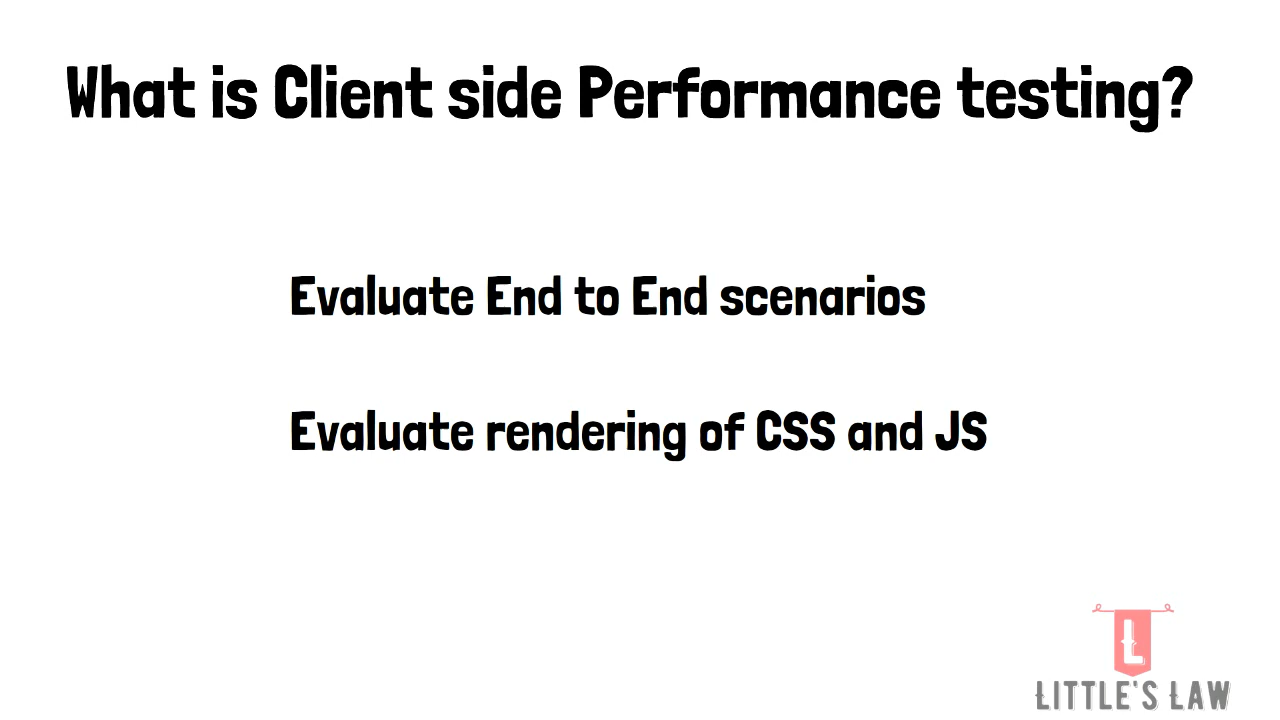 What is Client side Performance testing?
Evaluate End to End scenarios
Evaluate rendering of CSS and JS
L
LITTLE'S LAW